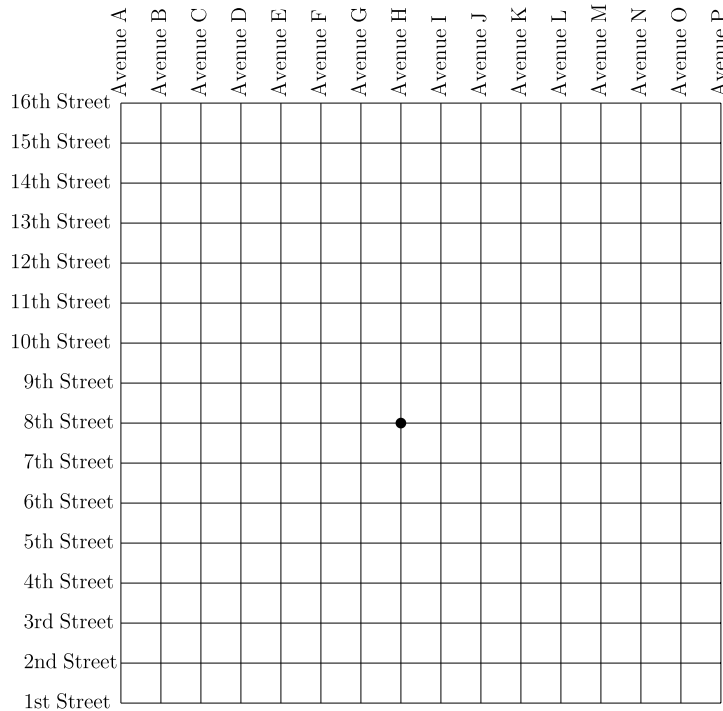 Avenue A
Avenue B
Avenue C
Avenue D
Avenue E
Avenue F
Avenue G
Avenue H
Avenue I
Avenue J
Avenue K
Avenue L
Avenue M
Avenue N
Avenue O
Avenue P
16th Street
15th Street
14th Street
13th Street
12th Street
11th Street
10th Street
9th Street
8th Street
7th Street
6th Street
5th Street
4th Street
3rd Street
2nd Street
1st Street